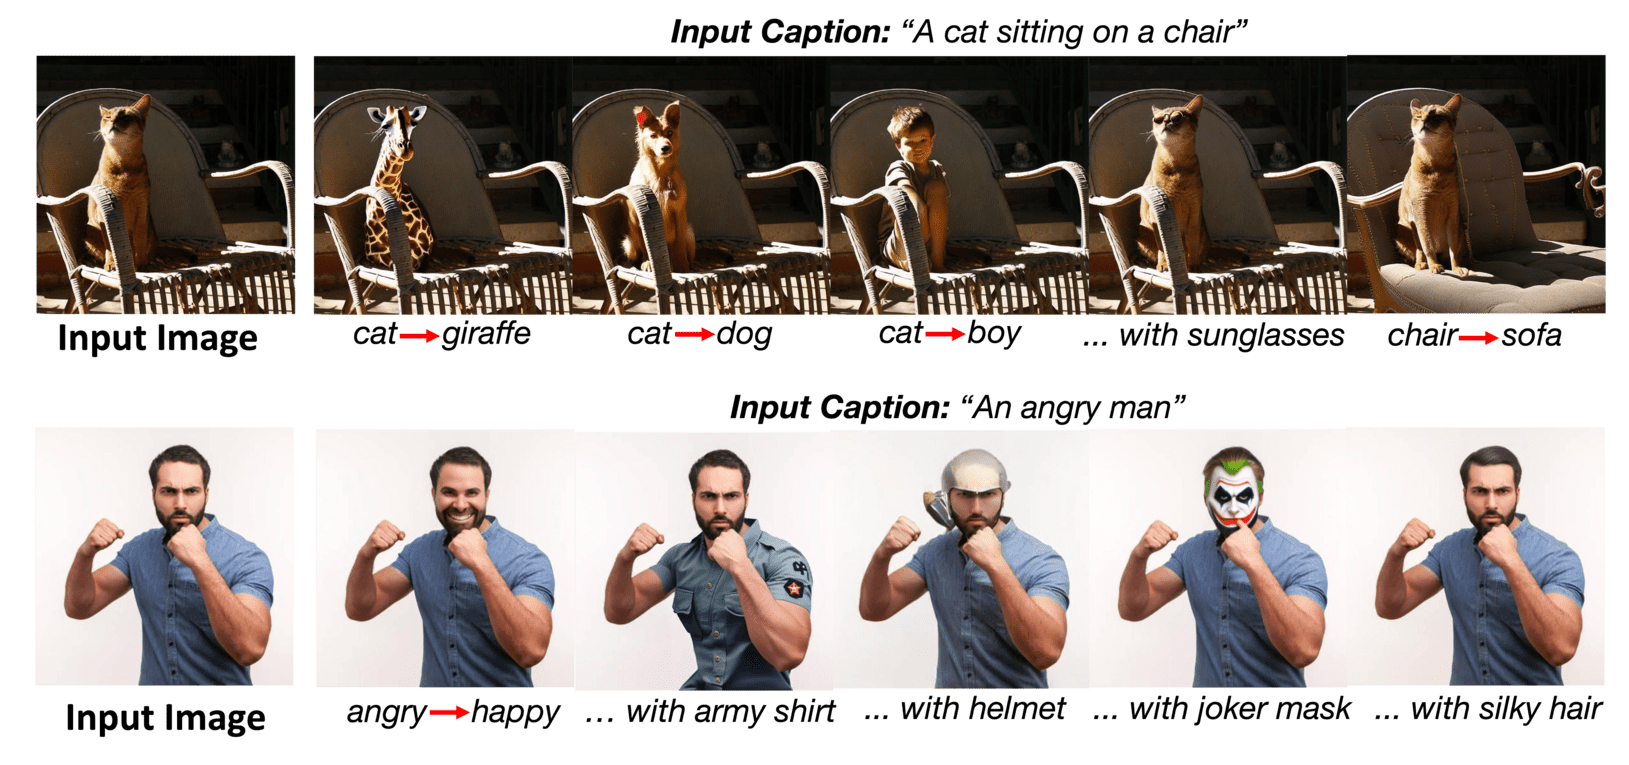 Input Caption: “A cat sitting on a chair”
Input Image
cat→giraffe
cat→dog
cat→boy
... with sunglasses
chair→sofa
Input Caption: “An angry man”
Input Image
angry→happy
... with army shirt
... with helmet
... with joker mask
... with silky hair